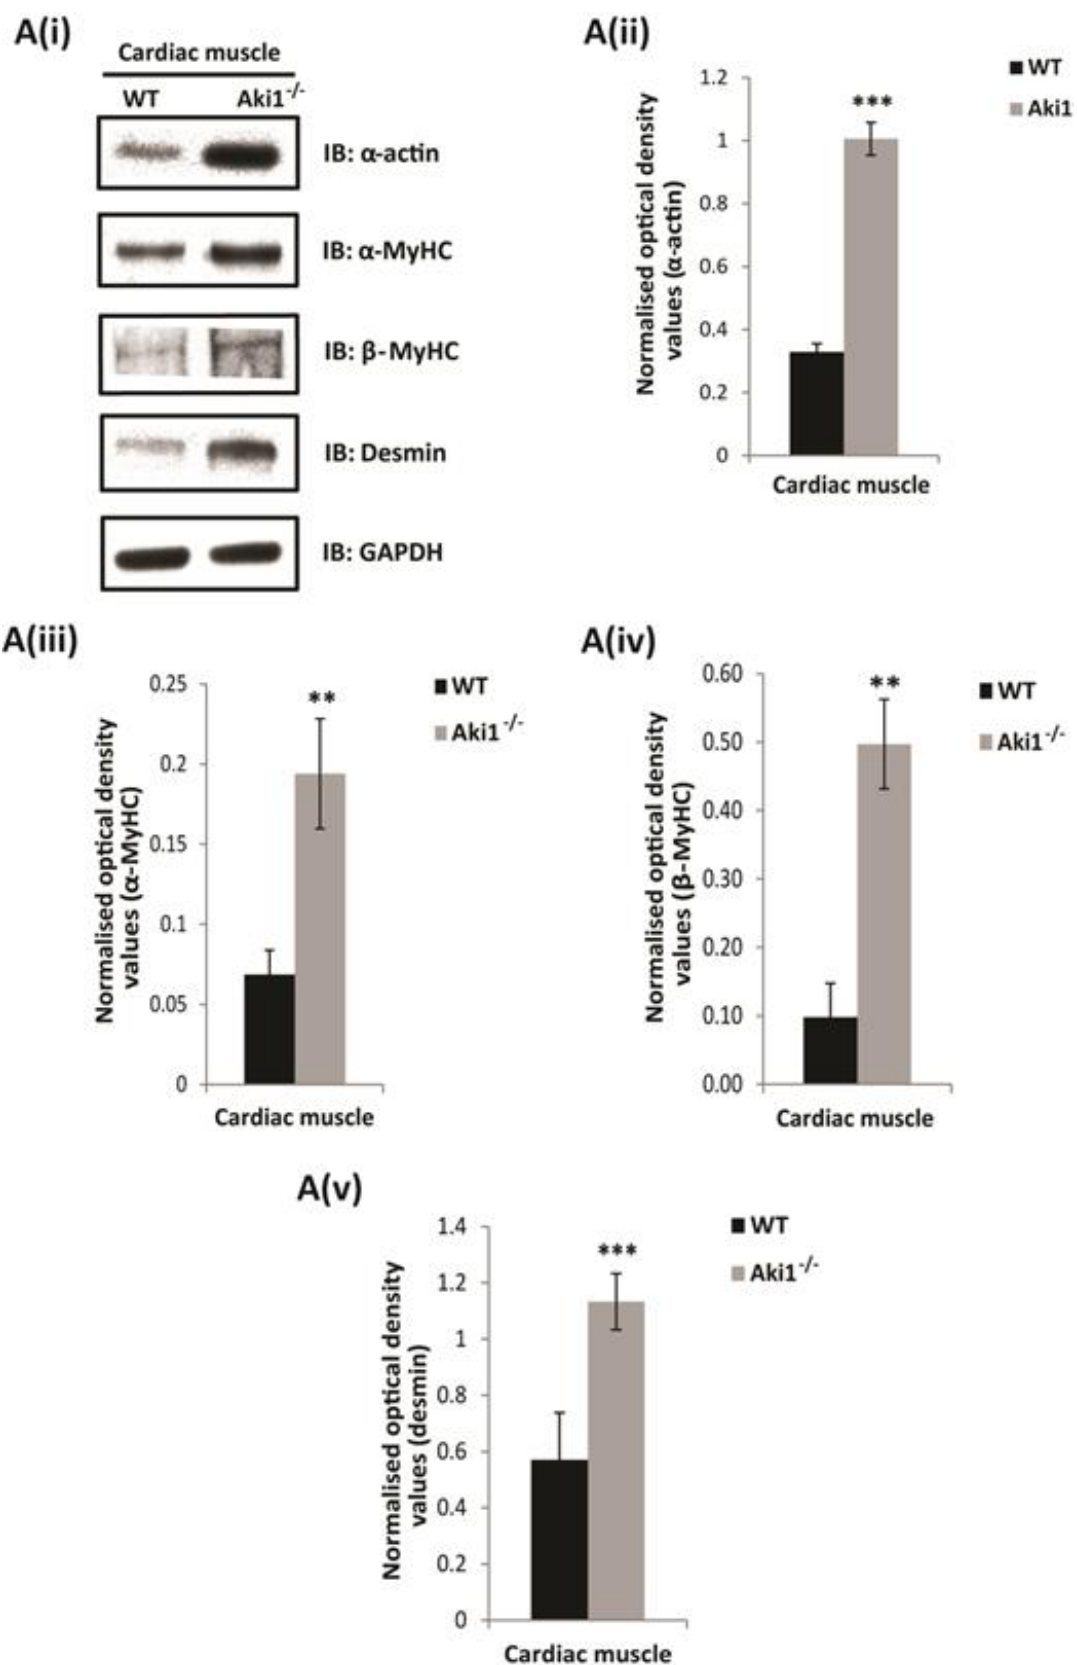 A(i)
Cardiac muscle
WT Aki1-/-
IB: α-actin
IB: α-MyHC
IB: β-MyHC
IB: Desmin
IB: GAPDH
A(ii)
Normalised optical density
values (α-actin)
1.2
1
0.8
0.6
0.4
0.2
0
***
Cardiac muscle
WT
Aki1
A(iii)
Normalised optical density
values (α-MyHC)
0.25
0.2
0.15
0.1
0.05
0
**
Cardiac muscle
WT
Aki1-/-
A(iv)
Normalised optical density
values (β-MyHC)
0.60
0.50
0.40
0.30
0.20
0.10
0.00
**
Cardiac muscle
WT
Aki1-/-
A(v)
Normalised optical density
values (desmin)
1.4
1.2
1
0.8
0.6
0.4
0.2
0
***
Cardiac muscle
WT
Aki1-/-